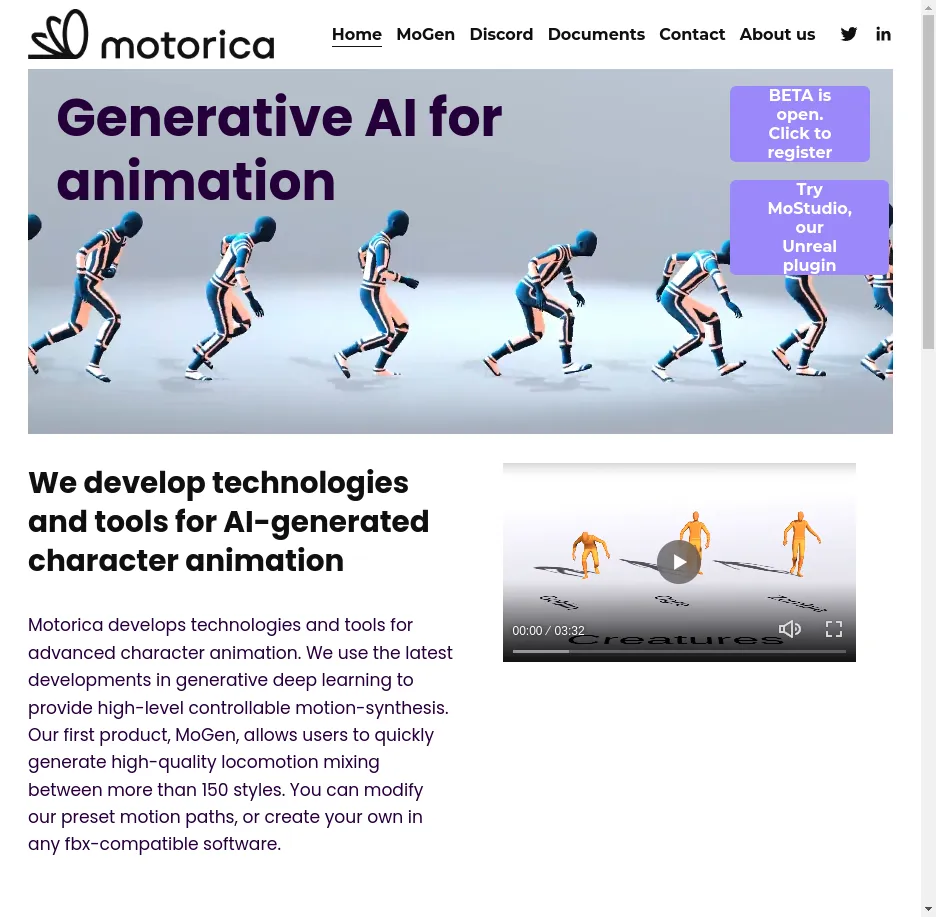 motorica
Home MoGen Discord Documents Contact About us
Generative AI for
animation
BETA is
open.
Click to
register
Try
MoStudio,
our
Unreal
plugin
We develop technologies
and tools for AI-generated
character animation
Motorica develops technologies and tools for
advanced character animation. We use the latest
developments in generative deep learning to
provide high-level controllable motion-synthesis.
Our first product, MoGen, allows users to quickly
generate high-quality locomotion mixing
between more than 150 styles. You can modify
our preset motion paths, or create your own in
any fbx-compatible software.
00:00 / 03:32
Creatures